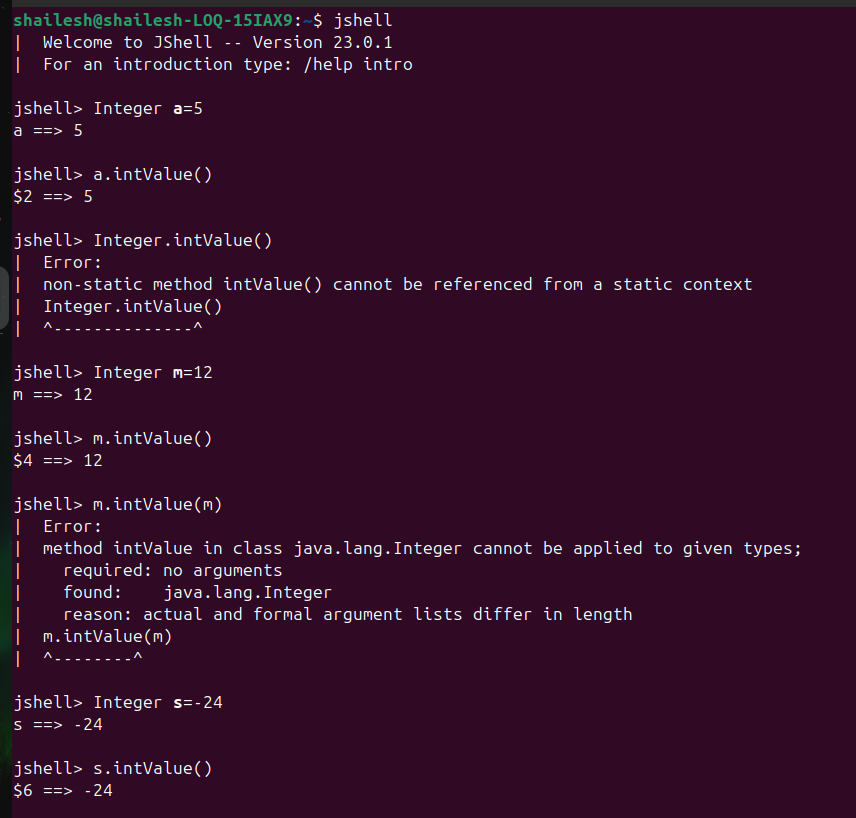 shailesh@shailesh-LOQ-15IAX9:~$ jshell
|  Welcome to JShell -- Version 23.0.1
|  For an introduction type: /help intro

jshell> Integer a=5
a ==> 5

jshell> a.intValue()
$2 ==> 5

jshell> Integer.intValue()
|  Error:
|  non-static method intValue() cannot be referenced from a static context
|  Integer.intValue()
|  ^--------------^

jshell> Integer m=12
m ==> 12

jshell> m.intValue()
$4 ==> 12

jshell> m.intValue(m)
|  Error:
|  method intValue in class java.lang.Integer cannot be applied to given types;
|    required: no arguments
|    found:    java.lang.Integer
|    reason: actual and formal argument lists differ in length
|  m.intValue(m)
|  ^--------^

jshell> Integer s=-24
s ==> -24

jshell> s.intValue()
$6 ==> -24